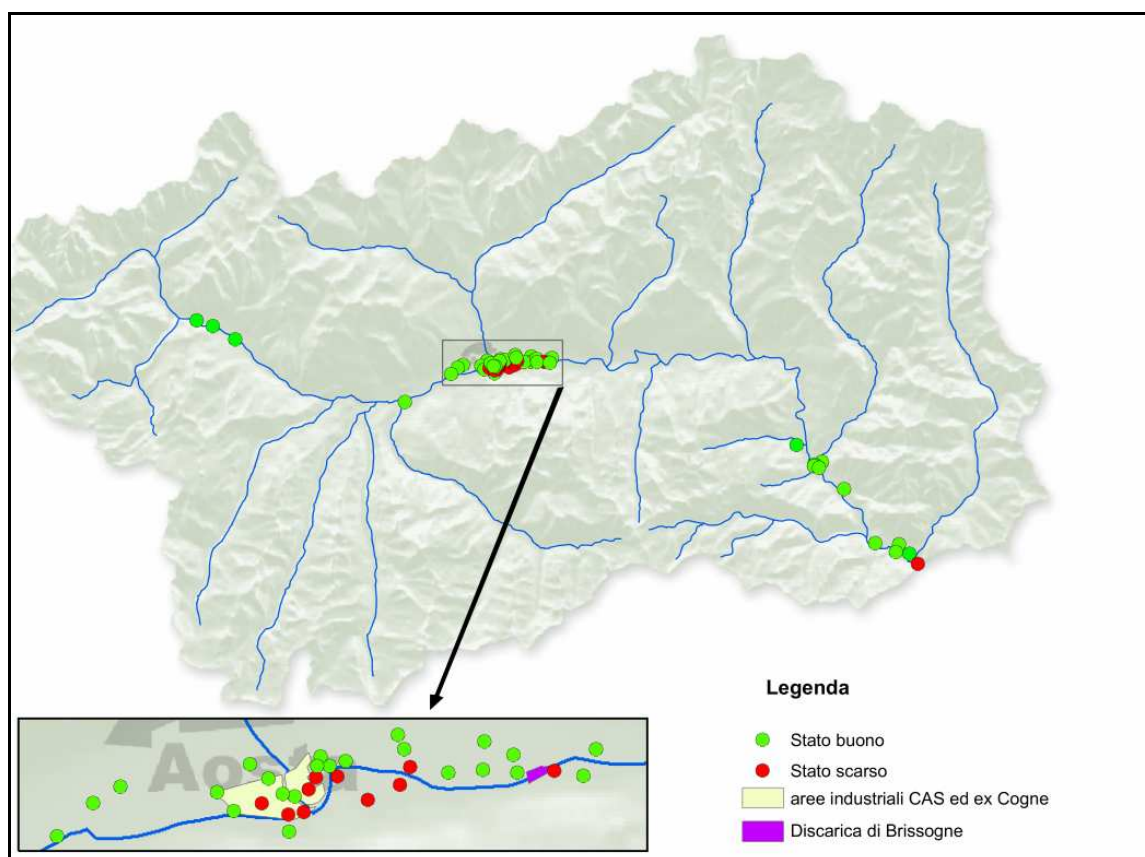 Legenda
Stato buono
Stato scarso
aree industriali CAS ed ex Cogne
Discarica di Brissogne
Aosta